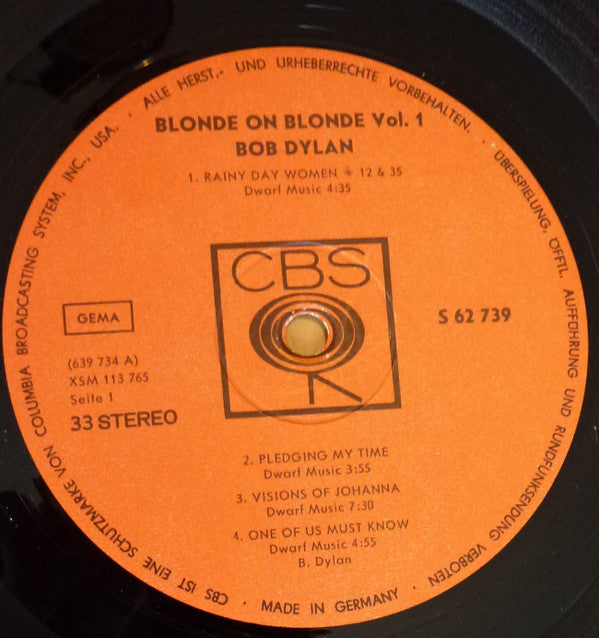 BLONDE ON BLONDE Vol. 1
BOB DYLAN
1. RAINY DAY WOMEN # 12 & 35
Dwarf Music 4:35
CBS
GEMA
S 62 739
(639 734 A)
XSM 113 765
Seite 1
33 STEREO
2. PLEDGING MY TIME
Dwarf Music 3:55
3. VISIONS OF JOHANNA
Dwarf Music 7:30
4. ONE OF US MUST KNOW
Dwarf Music 4:55
B. Dylan
CBS IST EINE SCHUTZMARKE VON COLUMBIA BROADCASTING SYSTEM, INC., USA. · ALLE HERST.- UND URHEBERRECHTE VORBEHALTEN. · ÜBERSPIELUNG, ÖFFTL. AUFFÜHRUNG UND RUNDFUNKSENDUNG VERBOTEN · MADE IN GERMANY ·